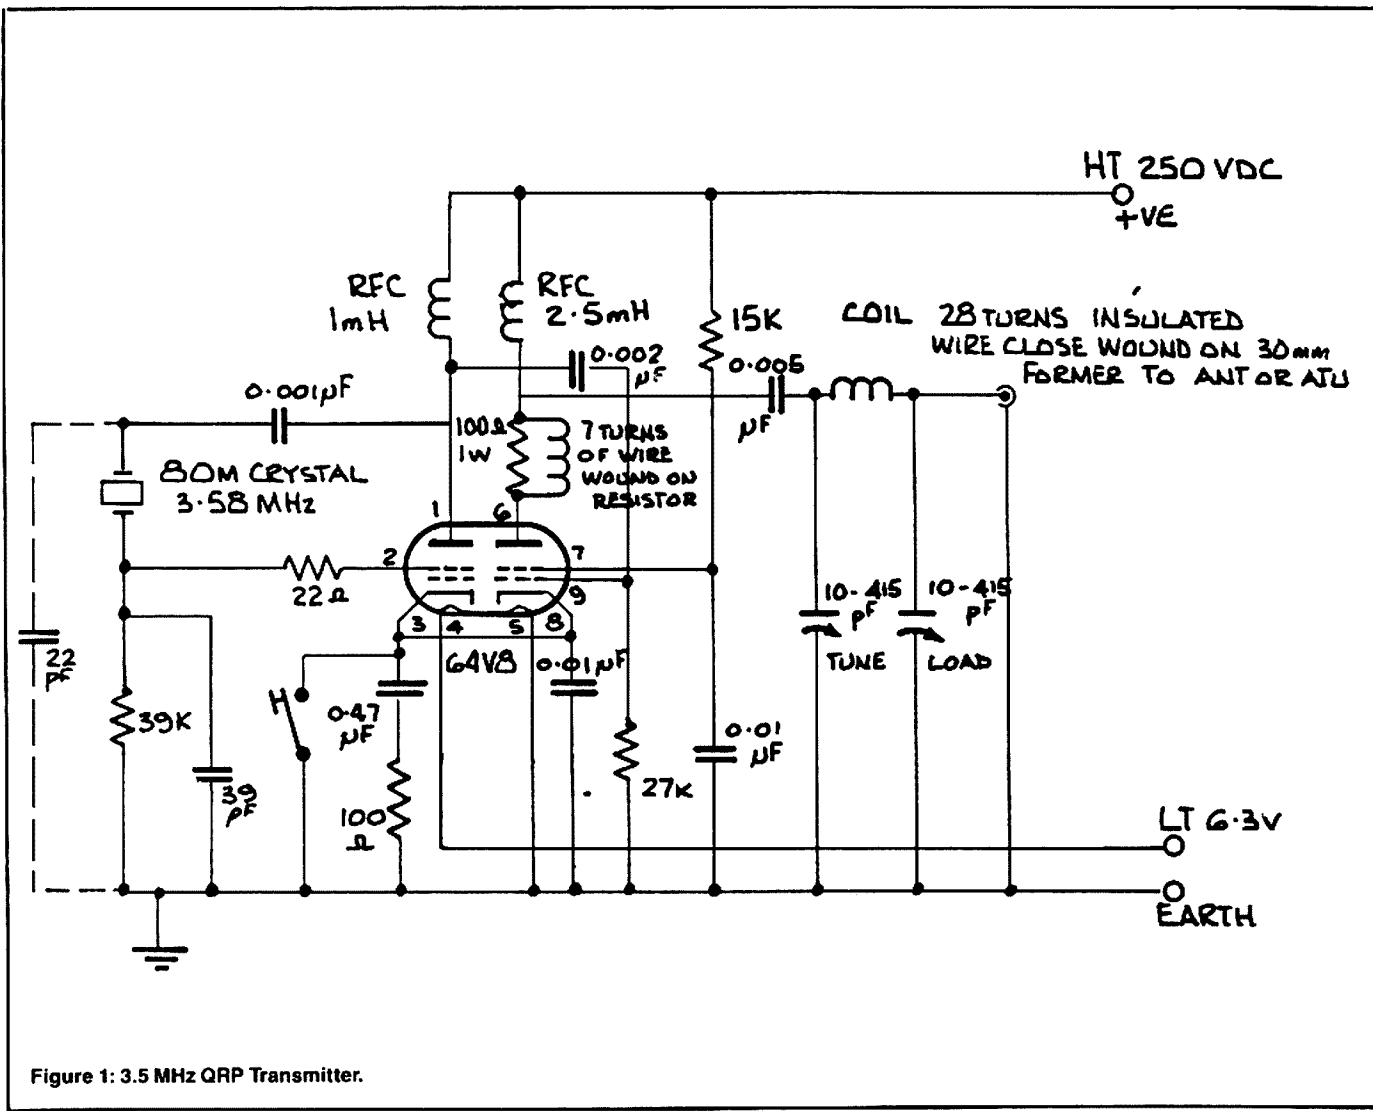 HT 250 VDC
+VE
RFC
1mH
RFC
2.5mH
15K
COIL 28 TURNS INSULATED
WIRE CLOSE WOUND ON 30mm
FORMER TO ANT OR ATU
0.002
µF
0.005
µF
0.001µF
100Ω
1W
7 TURNS
OF WIRE
WOUND ON
RESISTOR
80M CRYSTAL
3.58 MHz
1
6
2
7
9
22Ω
3
4
5
8
6AV8
0.01µF
10-415
pF
TUNE
10-415
pF
LOAD
22
PF
39K
0.47
µF
0.01
µF
39
PF
100
Ω
27K
LT 6.3V
EARTH
Figure 1: 3.5 MHz QRP Transmitter.